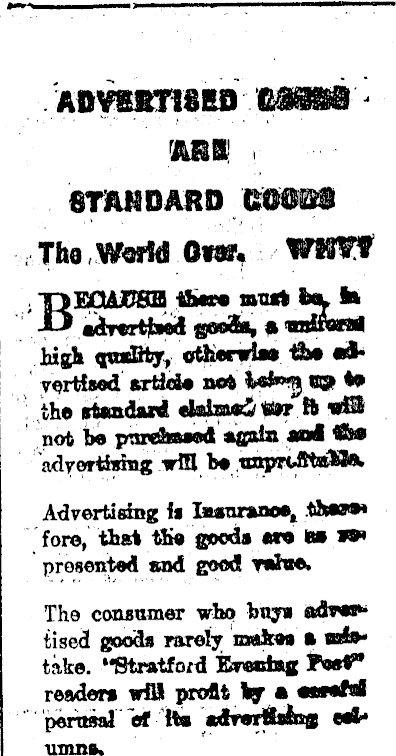 ADVERTISED GOODS
ARE
STANDARD GOODS
The World Over. WHY?
BECAUSE there must be, in
advertised goods, a uniform
high quality, otherwise the ad-
vertised article not being up to
the standard claimed for it will
not be purchased again and the
advertising will be unprofitable.
Advertising is Insurance, there-
fore, that the goods are as re-
presented and good value.
The consumer who buys adver-
tised goods rarely makes a mis-
take. "Stratford Evening Post"
readers will profit by a careful
perusal of its advertising col-
umns.